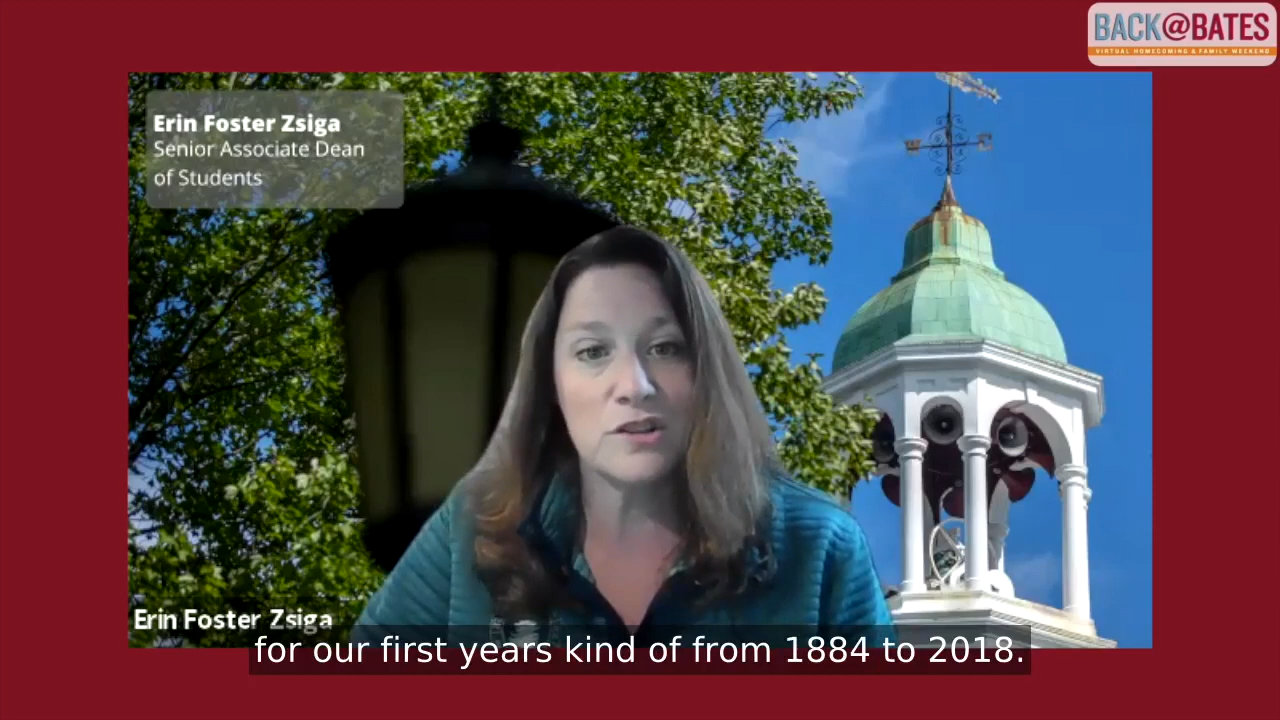 BACK@BATES
VIRTUAL HOMECOMING & FAMILY WEEKEND
Erin Foster Zsiga
Senior Associate Dean
of Students
W
E
Erin Foster Zsiga
for our first years kind of from 1884 to 2018.